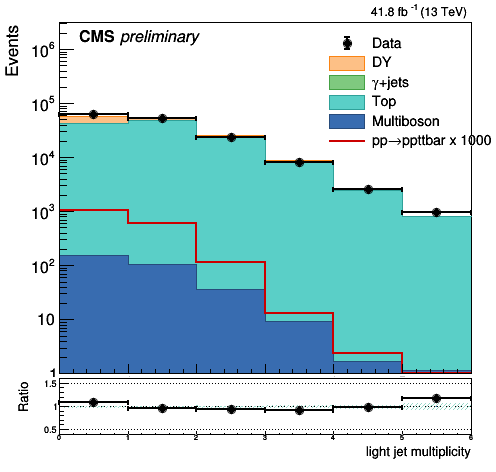 41.8 fb⁻¹ (13 TeV)
CMS preliminary
Events
Data
DY
γ+jets
Top
Multiboson
pp→ppttbar x 1000
10⁶
10⁵
10⁴
10³
10²
10
1
Ratio
1.5
1
0.5
0 1 2 3 4 5 6
light jet multiplicity